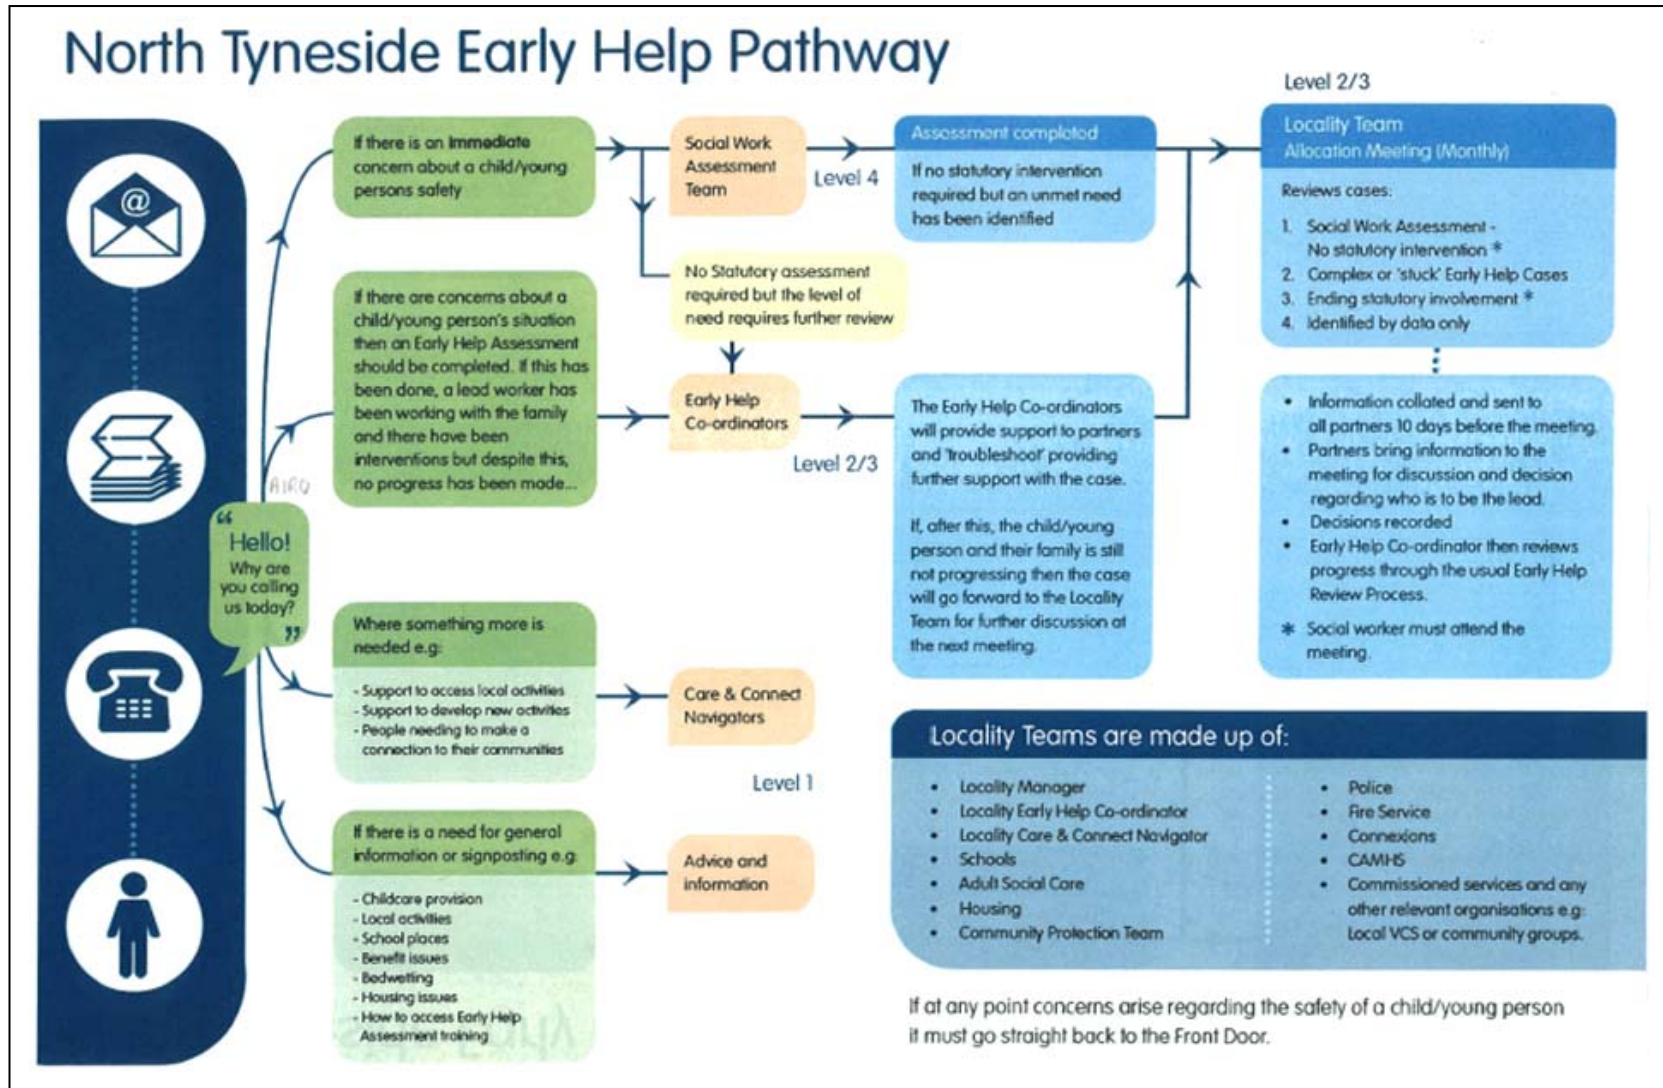 North Tyneside Early Help Pathway
@
“
Hello!
Why are
you calling
us today?
”
If there is an Immediate
concern about a child/young
persons safety
Social Work
Assessment
Team
Level 4
Assessment completed
If no statutory intervention
required but an unmet need
has been identified
No Statutory assessment
required but the level of
need requires further review
If there are concerns about a
child/young person's situation
then an Early Help Assessment
should be completed. If this has
been done, a lead worker has
been working with the family
and there have been
interventions but despite this,
no progress has been made...
Early Help
Co-ordinators
Level 2/3
The Early Help Co-ordinators
will provide support to partners
and 'troubleshoot' providing
further support with the case.
If, after this, the child/young
person and their family is still
not progressing then the case
will go forward to the Locality
Team for further discussion at
the next meeting.
Level 2/3
Locality Team
Allocation Meeting (Monthly)
Reviews cases:
1. Social Work Assessment -
No statutory intervention *
2. Complex or 'stuck' Early Help Cases
3. Ending statutory involvement *
4. Identified by data only
• Information collated and sent to
all partners 10 days before the meeting.
• Partners bring information to the
meeting for discussion and decision
regarding who is to be the lead.
• Decisions recorded
• Early Help Co-ordinator then reviews
progress through the usual Early Help
Review Process.
* Social worker must attend the
meeting.
Where something more is
needed e.g:
- Support to access local activities
- Support to develop new activities
- People needing to make a
connection to their communities
Care & Connect
Navigators
Level 1
If there is a need for general
information or signposting e.g:
- Childcare provision
- Local activities
- School places
- Benefit issues
- Bedwetting
- Housing issues
- How to access Early Help
Assessment training
Advice and
information
Locality Teams are made up of:
• Locality Manager
• Locality Early Help Co-ordinator
• Locality Care & Connect Navigator
• Schools
• Adult Social Care
• Housing
• Community Protection Team
• Police
• Fire Service
• Connexions
• CAMHS
• Commissioned services and any
other relevant organisations e.g:
Local VCS or community groups.
If at any point concerns arise regarding the safety of a child/young person
it must go straight back to the Front Door.